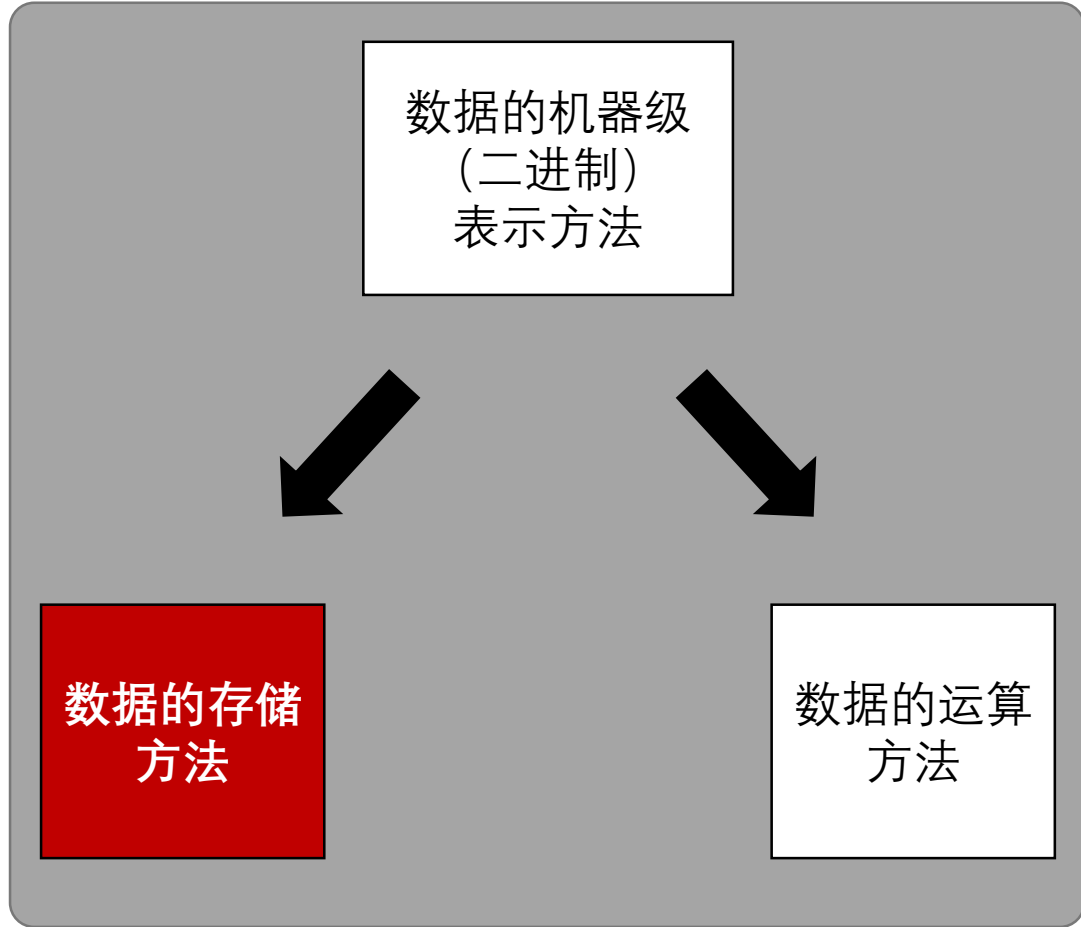 数据的机器级
（二进制）
表示方法
数据的存储
方法
数据的运算
方法